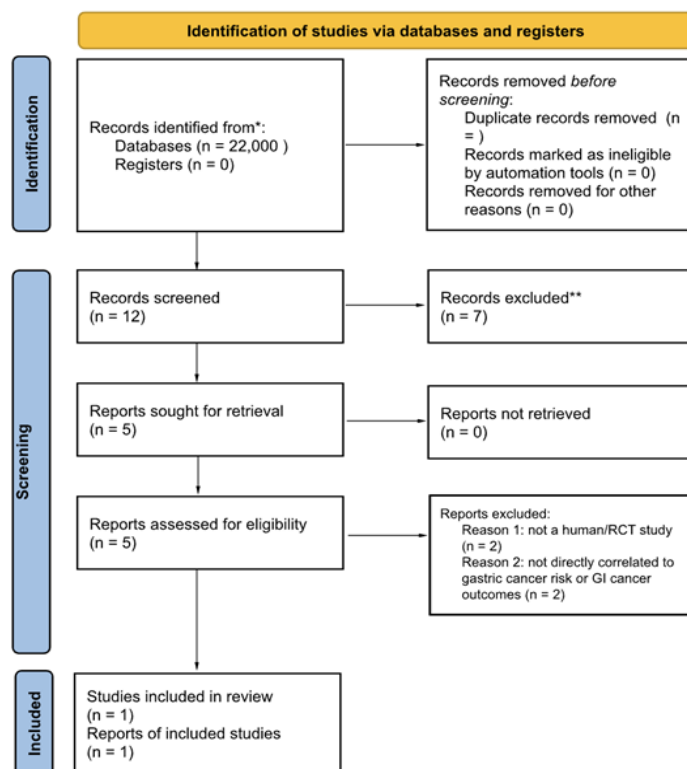 Identification of studies via databases and registers
Identification
Records identified from*:
Databases (n = 22,000 )
Registers (n = 0)
Records removed before
screening:
Duplicate records removed (n
= )
Records marked as ineligible
by automation tools (n = 0)
Records removed for other
reasons (n = 0)
Screening
Records screened
(n = 12)
Records excluded**
(n = 7)
Reports sought for retrieval
(n = 5)
Reports not retrieved
(n = 0)
Reports assessed for eligibility
(n = 5)
Reports excluded:
Reason 1: not a human/RCT study
(n = 2)
Reason 2: not directly correlated to
gastric cancer risk or GI cancer
outcomes (n = 2)
Included
Studies included in review
(n = 1)
Reports of included studies
(n = 1)